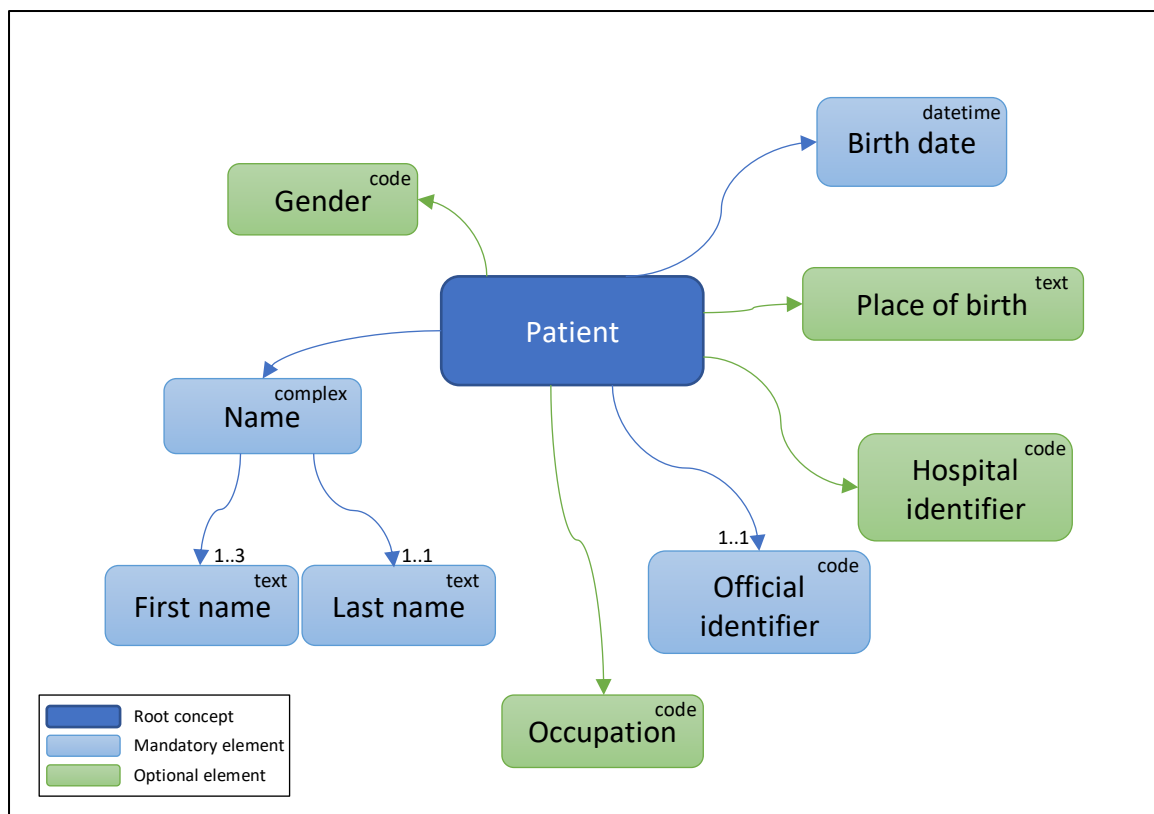 datetime
Birth date
code
Gender
text
Place of birth
Patient
complex
Name
code
Hospital
identifier
1..3
1..1
1..1
text
First name
text
Last name
code
Official
identifier
code
Occupation
Root concept
Mandatory element
Optional element